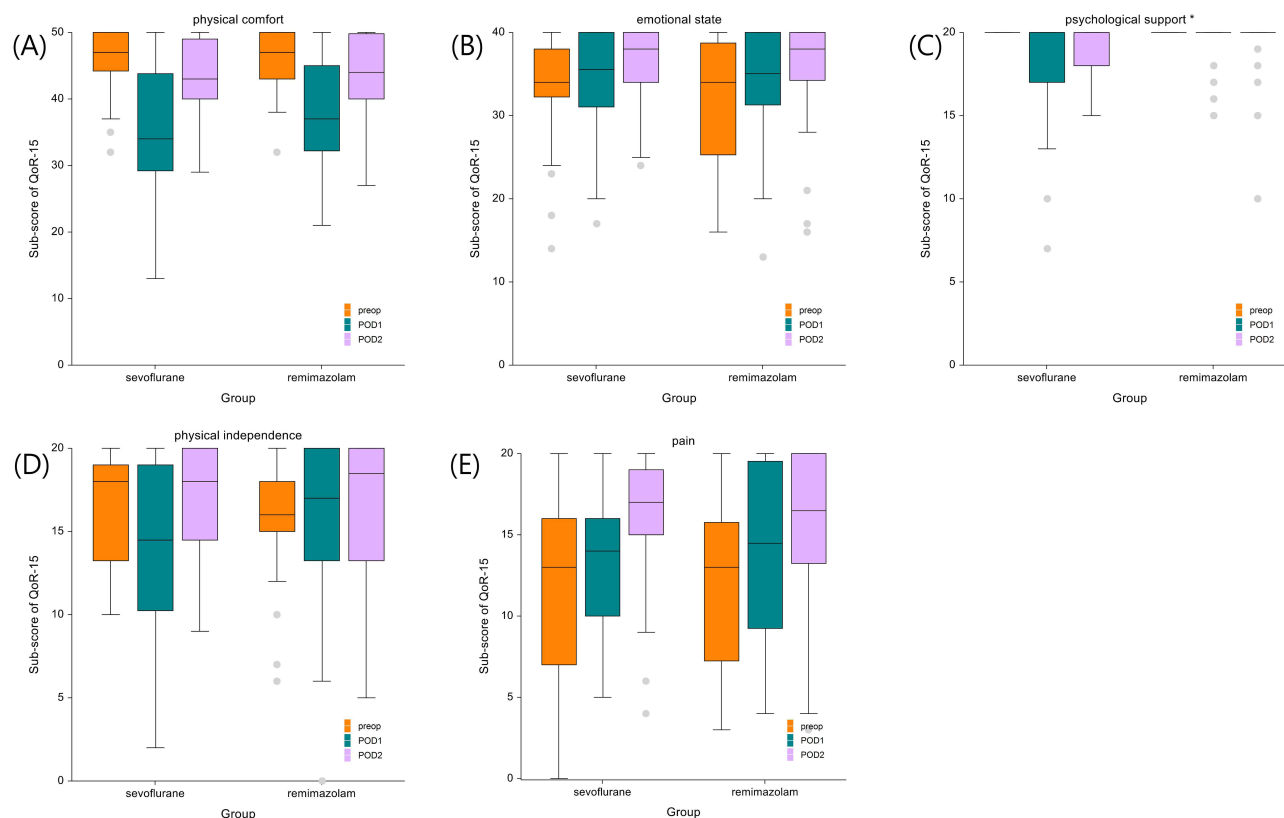 (A)
physical comfort
Sub-score of QoR-15
50
40
30
20
10
0
preop
POD1
POD2
sevoflurane
remimazolam
Group
(B)
emotional state
Sub-score of QoR-15
40
30
20
10
0
preop
POD1
POD2
sevoflurane
remimazolam
Group
(C)
psychological support *
Sub-score of QoR-15
20
15
10
5
0
preop
POD1
POD2
sevoflurane
remimazolam
Group
(D)
physical independence
Sub-score of QoR-15
20
15
10
5
0
preop
POD1
POD2
sevoflurane
remimazolam
Group
(E)
pain
Sub-score of QoR-15
20
15
10
5
0
preop
POD1
POD2
sevoflurane
remimazolam
Group